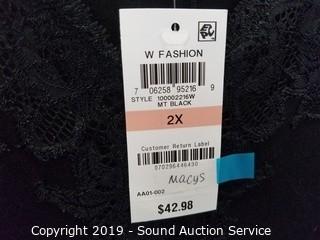 W FASHION
7 06258 95216 9
STYLE 100002216W
MT BLACK
2X
Customer Return Label
070296446430
Macys
AA01-002
$42.98
Copyright 2019 - Sound Auction Service